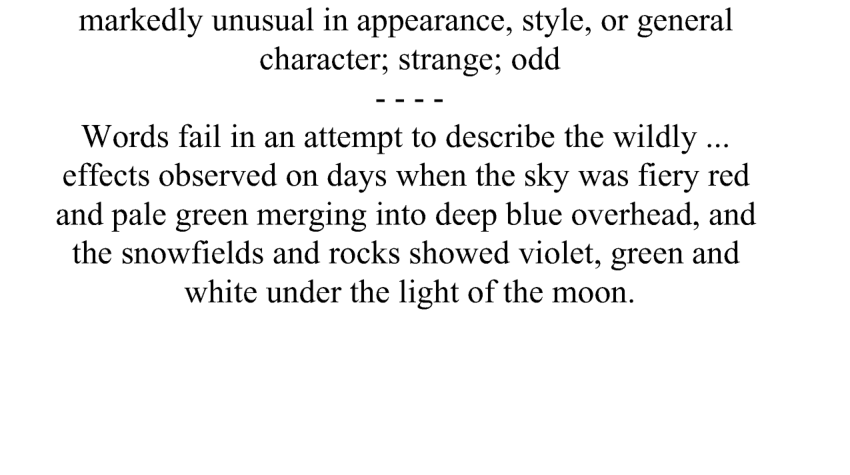 markedly unusual in appearance, style, or general
character; strange; odd
- - - -
Words fail in an attempt to describe the wildly ...
effects observed on days when the sky was fiery red
and pale green merging into deep blue overhead, and
the snowfields and rocks showed violet, green and
white under the light of the moon.